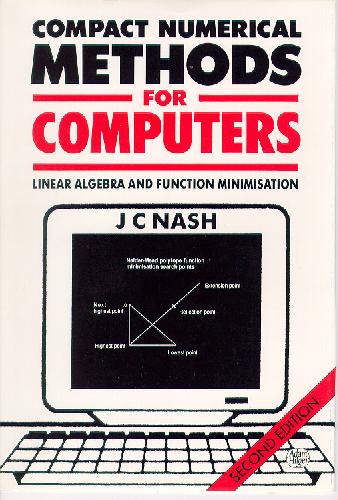 COMPACT NUMERICAL
METHODS
FOR
COMPUTERS
LINEAR ALGEBRA AND FUNCTION MINIMISATION
J C NASH
Nelder-Mead polytope function
minimisation search points
Extension point
Next
highest point
Reflection point
Highest point
Lowest point
SECOND EDITION
Adam
Hilger